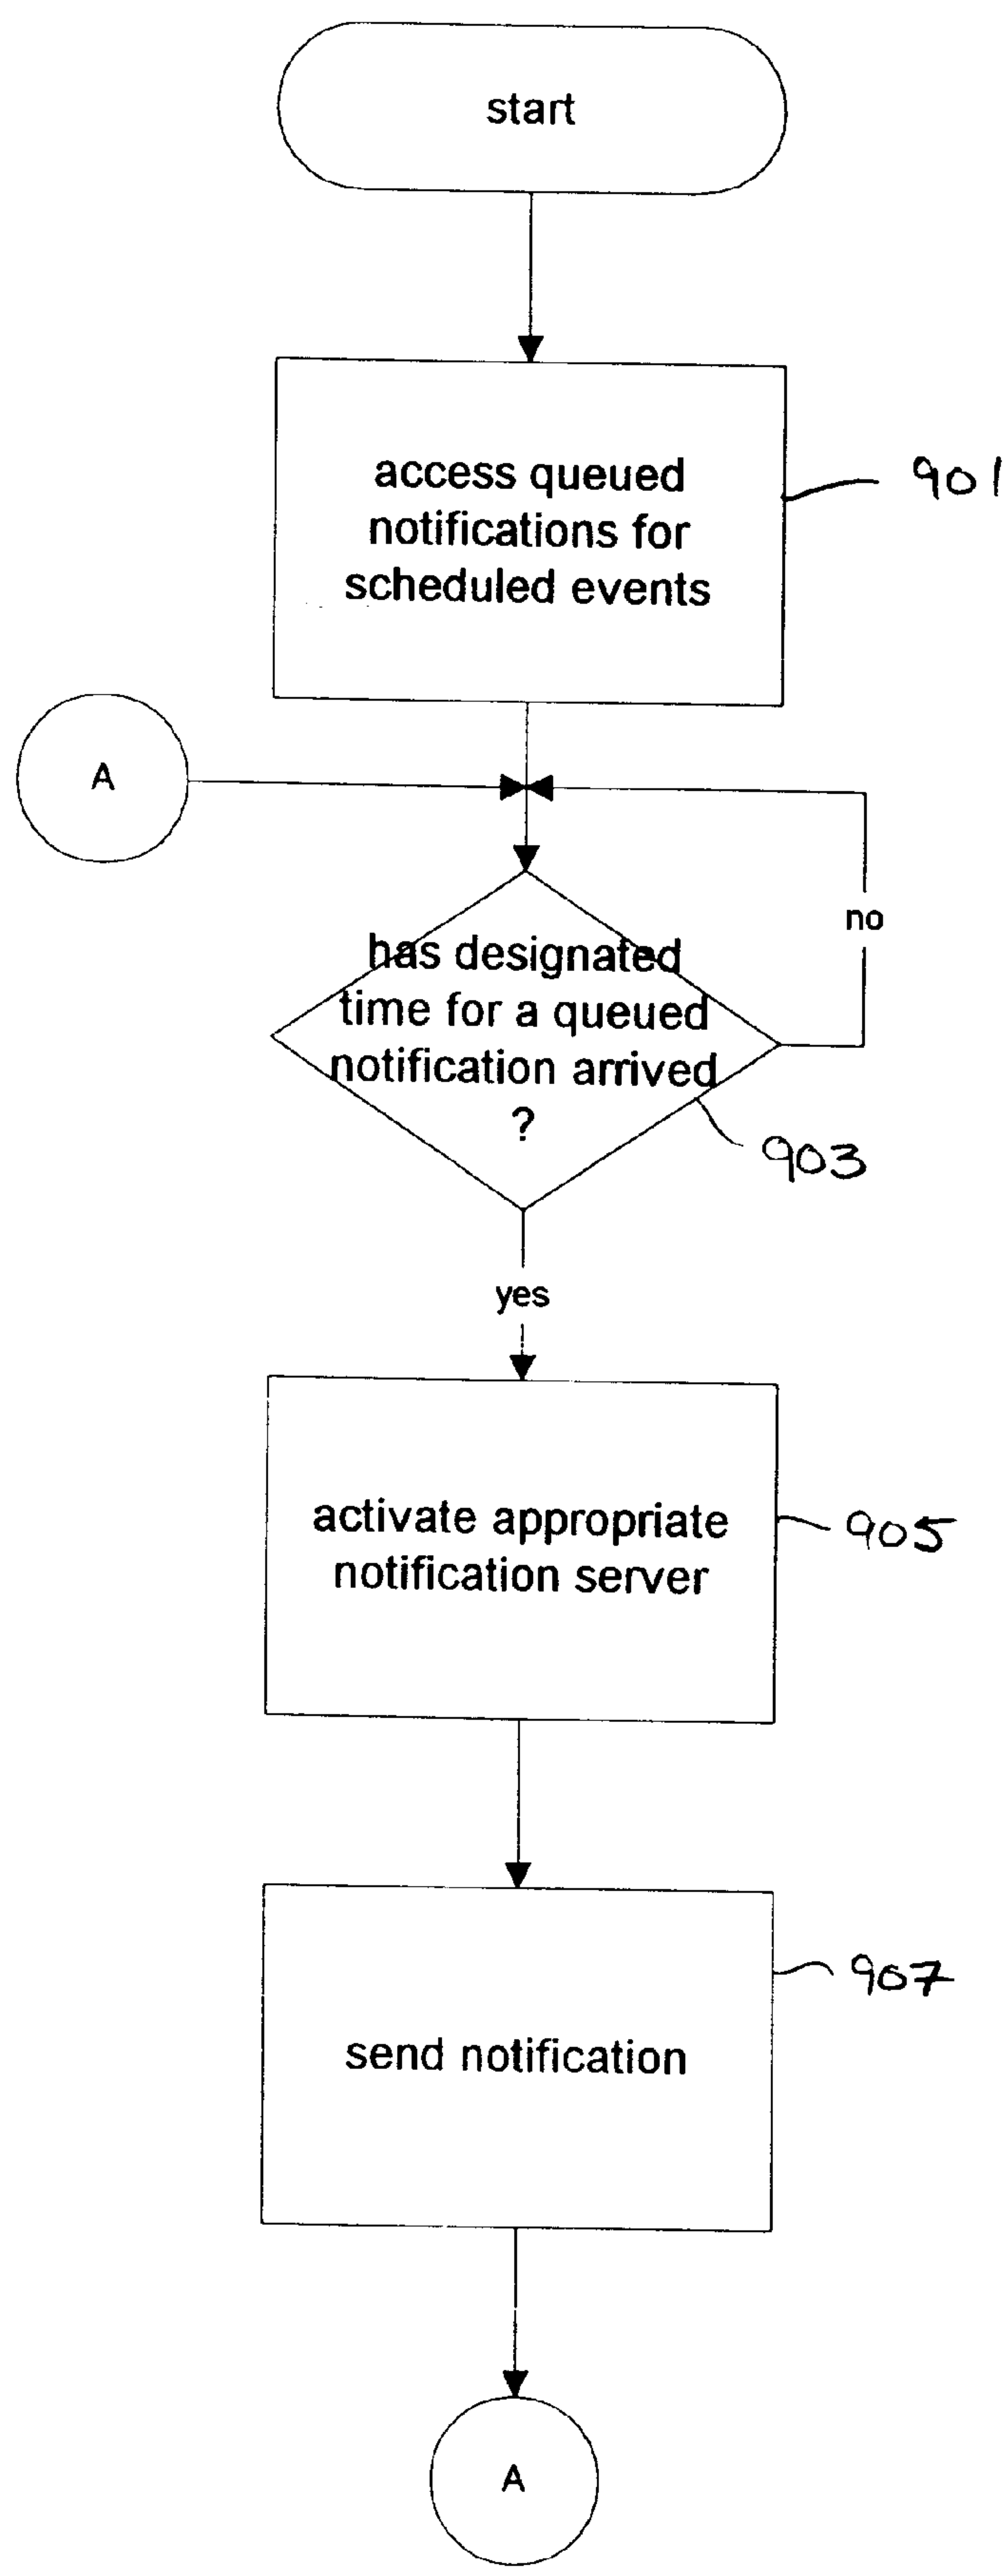 start
access queued
notifications for
scheduled events
901
A
no
has designated
time for a queued
notification arrived
?
903
yes
activate appropriate
notification server
905
907
send notification
A